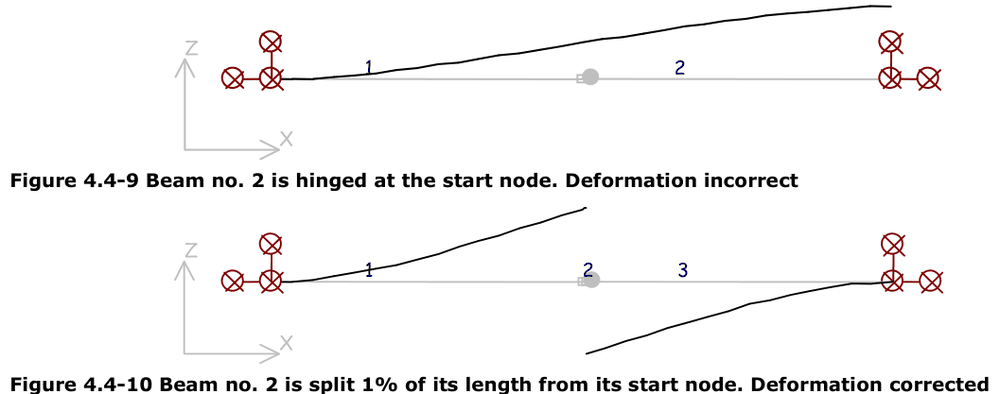 Z
1
2
X
Figure 4.4-9 Beam no. 2 is hinged at the start node. Deformation incorrect
Z
1
2
3
X
Figure 4.4-10 Beam no. 2 is split 1% of its length from its start node. Deformation corrected